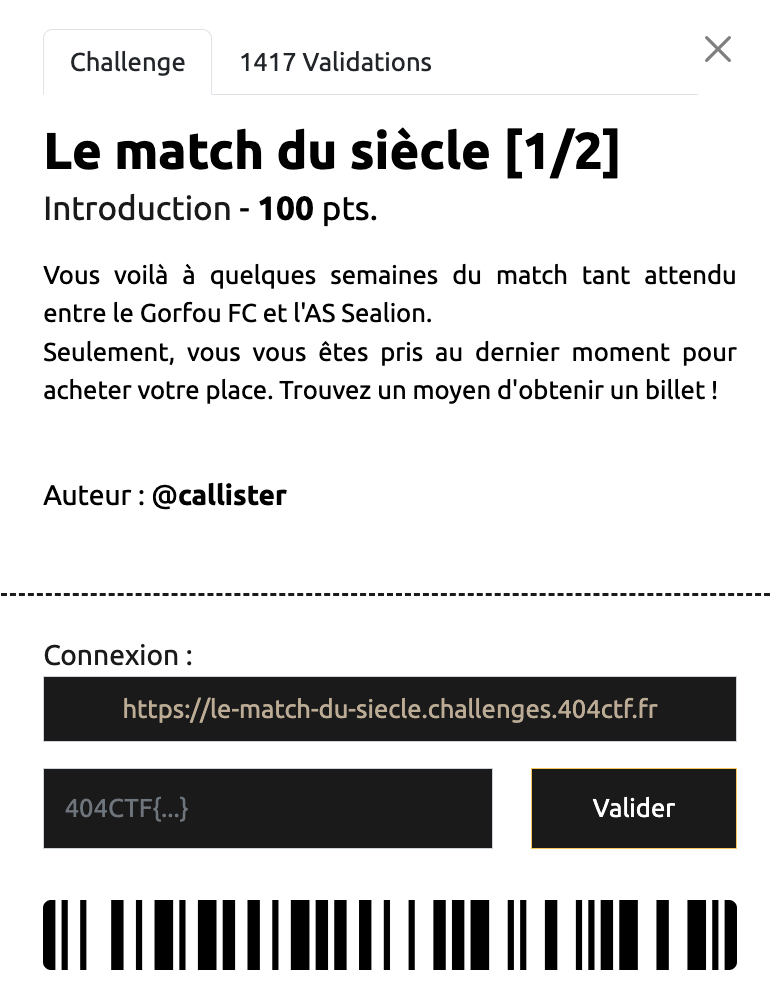 Challenge
1417 Validations
Le match du siècle [1/2]
Introduction - 100 pts.
Vous voilà à quelques semaines du match tant attendu
entre le Gorfou FC et l'AS Sealion.
Seulement, vous vous êtes pris au dernier moment pour
acheter votre place. Trouvez un moyen d'obtenir un billet !
Auteur : @callister
Connexion :
https://le-match-du-siecle.challenges.404ctf.fr
404CTF{...}
Valider